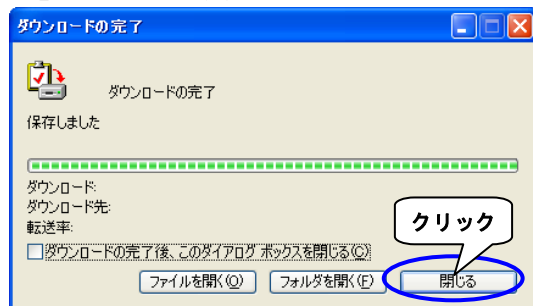 ダウンロードの完了
ダウンロードの完了
保存しました
ダウンロード:
ダウンロード先:
転送率:
クリック
ダウンロードの完了後、このダイアログ ボックスを閉じる(C)
ファイルを開く(O)
フォルダを開く(F)
閉じる